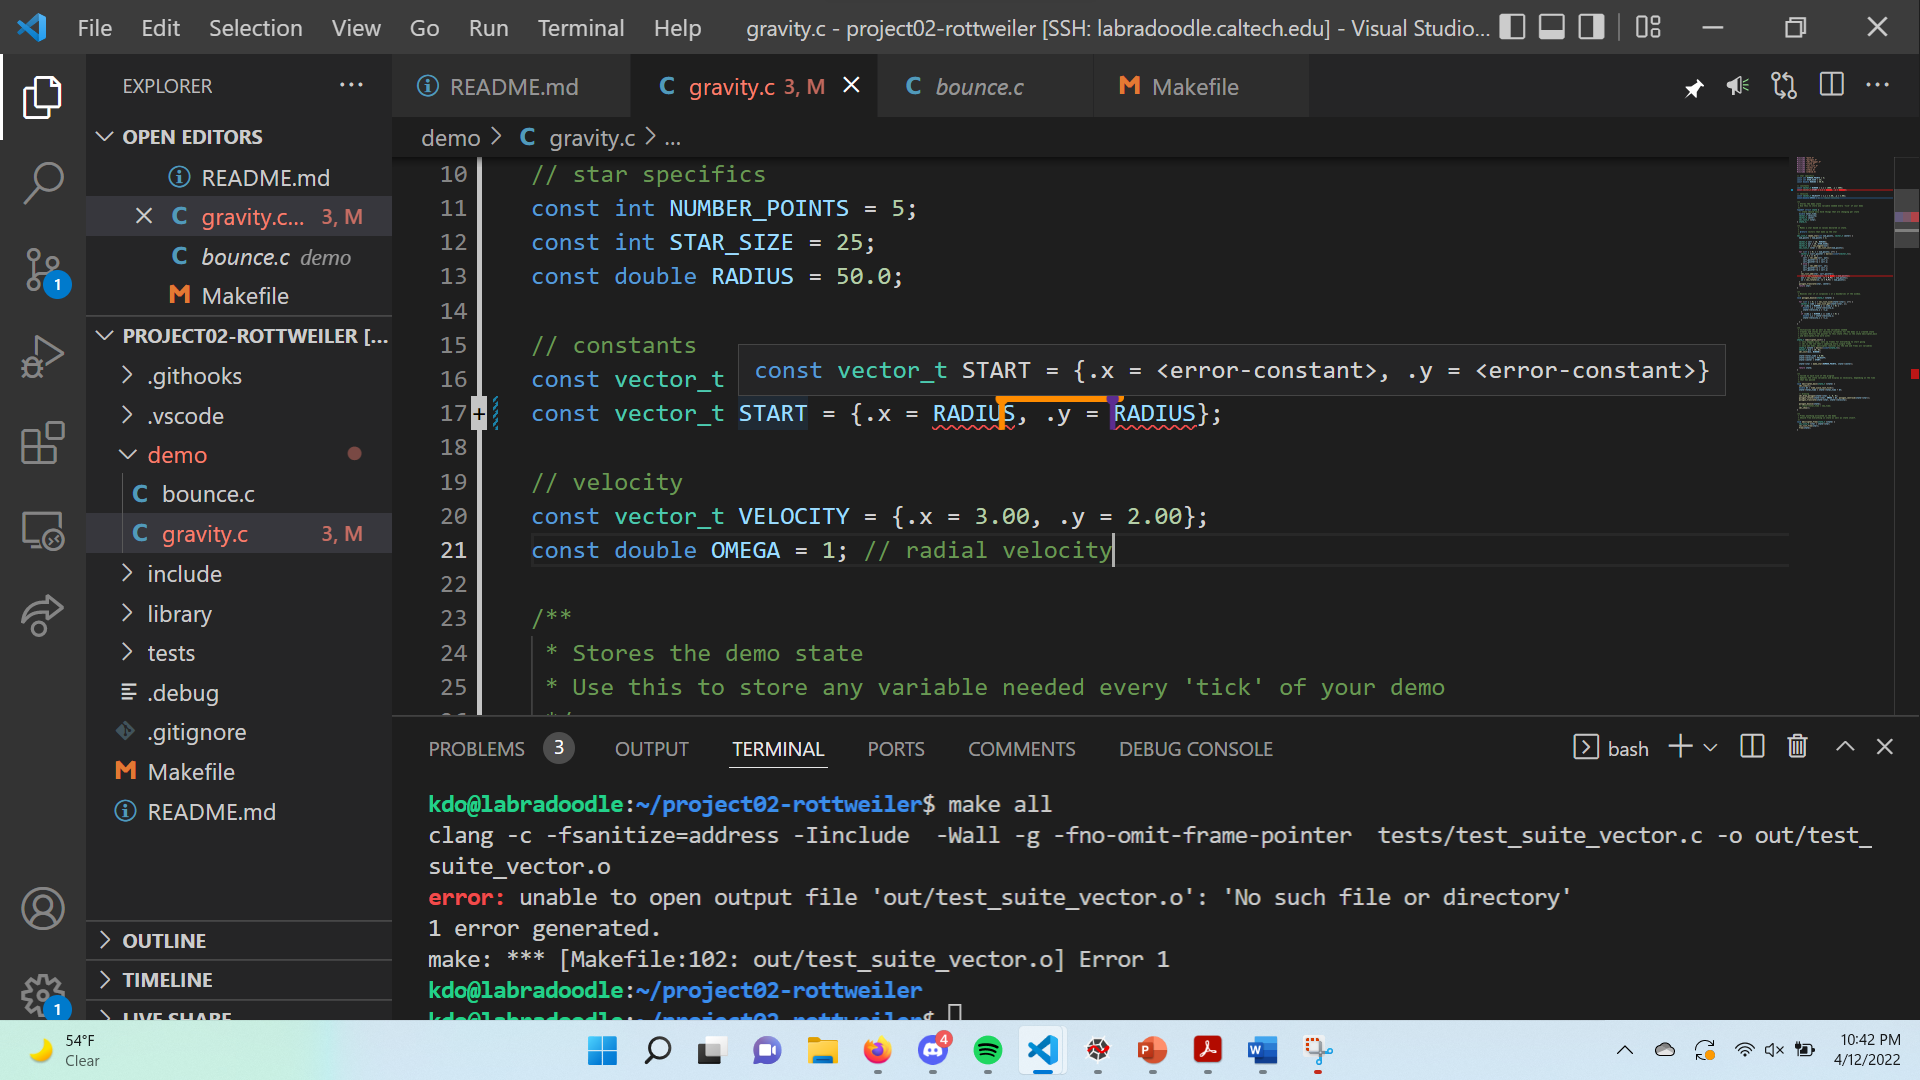 File Edit Selection View Go Run Terminal Help gravity.c - project02-rottweiler [SSH: labradoodle.caltech.edu] - Visual Studio...
EXPLORER ...
README.md gravity.c 3, M bounce.c Makefile
demo > gravity.c > ...
OPEN EDITORS
README.md
gravity.c... 3, M
bounce.c demo
Makefile
PROJECT02-ROTTWEILER [...
.githooks
.vscode
demo
bounce.c
gravity.c 3, M
include
library
tests
.debug
.gitignore
Makefile
README.md
OUTLINE
TIMELINE
LIVE SHARE
1
1
10 // star specifics
11 const int NUMBER_POINTS = 5;
12 const int STAR_SIZE = 25;
13 const double RADIUS = 50.0;
14
15 // constants
const vector_t START = {.x = <error-constant>, .y = <error-constant>}
16 const vector_t
17 const vector_t START = {.x = RADIUS, .y = RADIUS};
18
19 // velocity
20 const vector_t VELOCITY = {.x = 3.00, .y = 2.00};
21 const double OMEGA = 1; // radial velocity
22
23 /**
24 * Stores the demo state
25 * Use this to store any variable needed every 'tick' of your demo
PROBLEMS 3 OUTPUT TERMINAL PORTS COMMENTS DEBUG CONSOLE bash
kdo@labradoodle:~/project02-rottweiler$ make all
clang -c -fsanitize=address -Iinclude  -Wall -g -fno-omit-frame-pointer  tests/test_suite_vector.c -o out/test_
suite_vector.o
error: unable to open output file 'out/test_suite_vector.o': 'No such file or directory'
1 error generated.
make: *** [Makefile:102: out/test_suite_vector.o] Error 1
kdo@labradoodle:~/project02-rottweiler
kdo@labradoodle:~/project02-rottweiler$
54°F
Clear
4
10:42 PM
4/12/2022